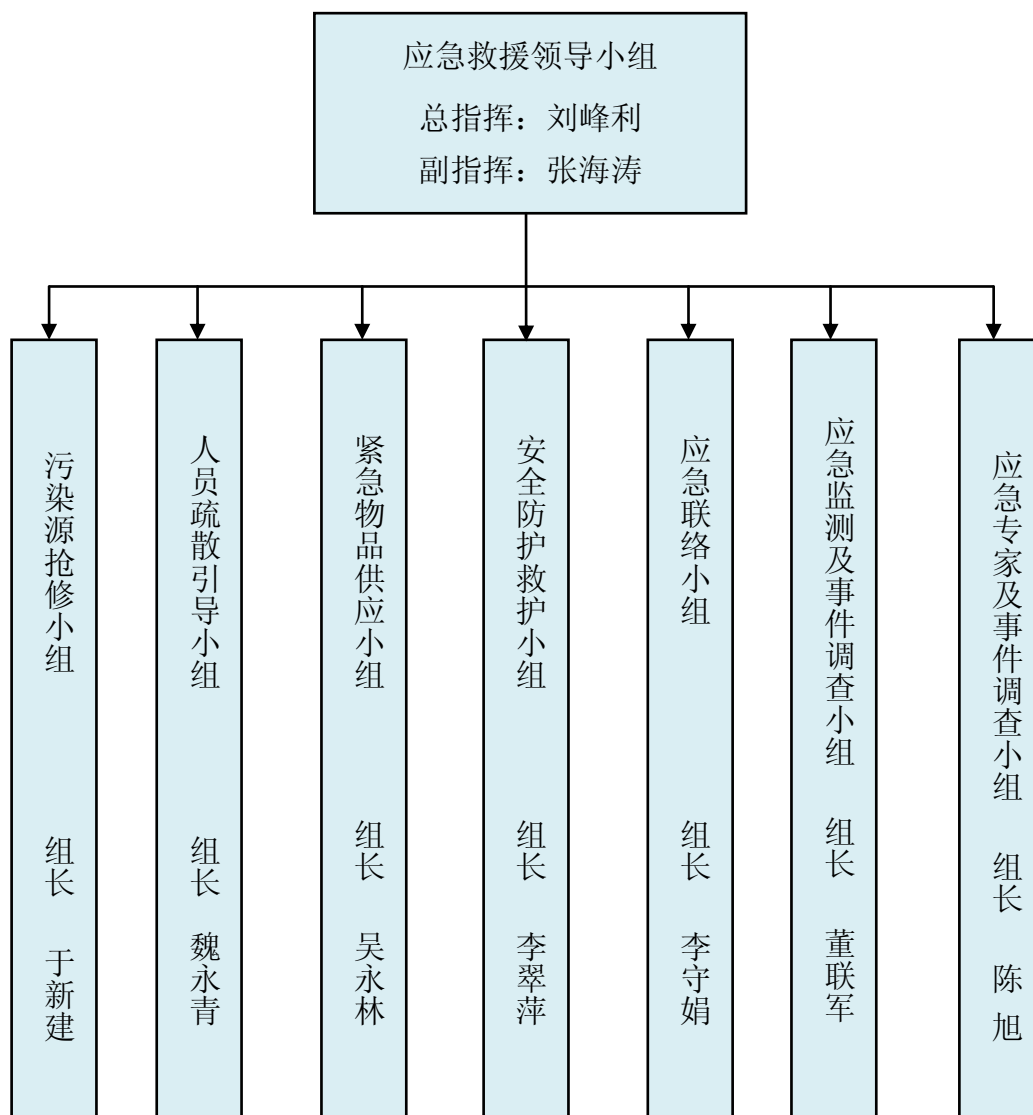 应急救援领导小组
总指挥：刘峰利
副指挥：张海涛
污染源抢修小组 组长 于新建
人员疏散引导小组 组长 魏永青
紧急物品供应小组 组长 吴永林
安全防护救护小组 组长 李翠萍
应急联络小组 组长 李守娟
应急监测及事件调查小组 组长 董联军
应急专家及事件调查小组 组长 陈旭